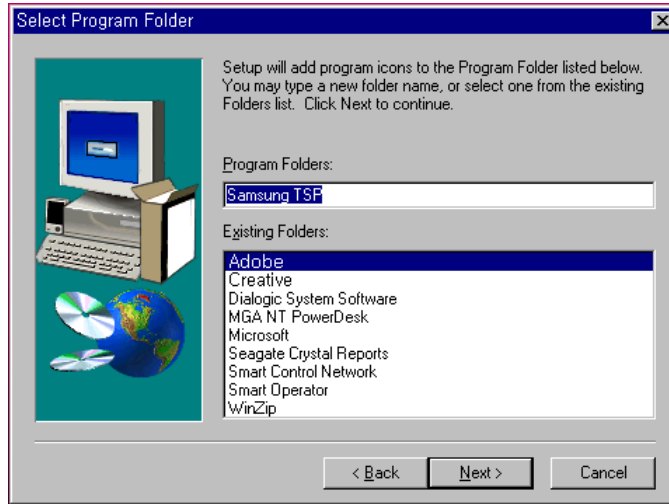 Select Program Folder
Setup will add program icons to the Program Folder listed below.
You may type a new folder name, or select one from the existing
Folders list. Click Next to continue.
Program Folders:
Samsung TSP
Existing Folders:
Adobe
Creative
Dialogic System Software
MGA NT PowerDesk
Microsoft
Seagate Crystal Reports
Smart Control Network
Smart Operator
WinZip
< Back
Next >
Cancel